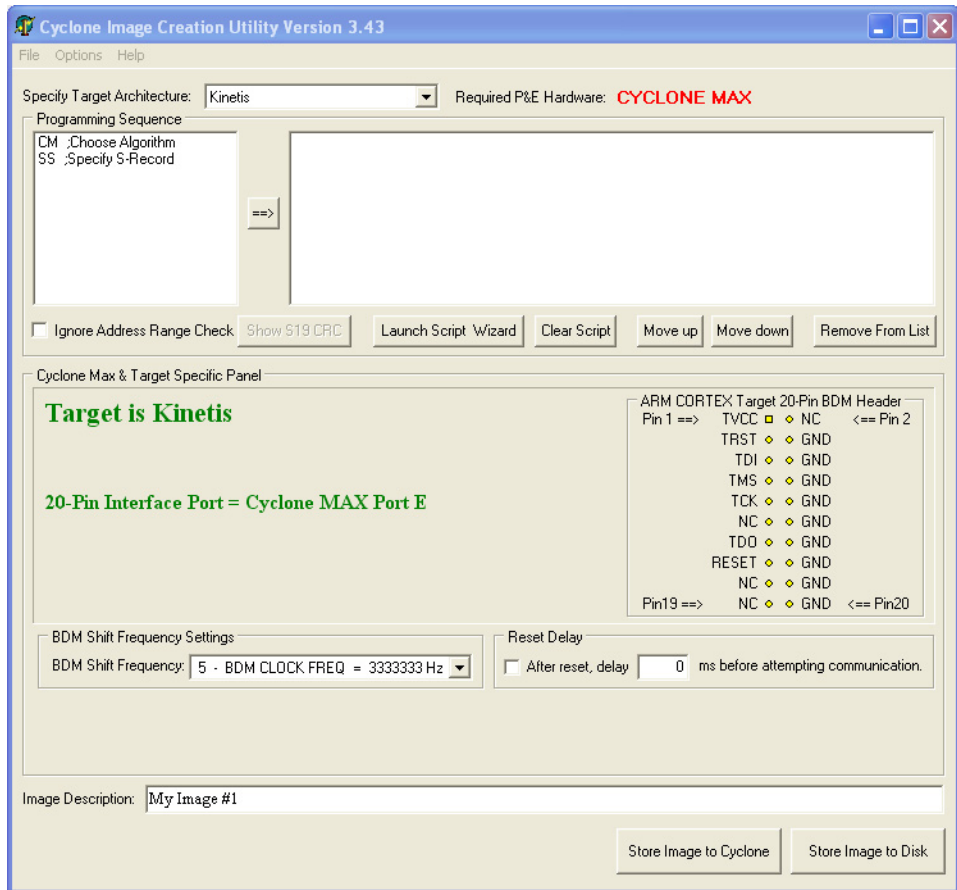 Cyclone Image Creation Utility Version 3.43
File Options Help
Specify Target Architecture: Kinetis Required P&E Hardware: CYCLONE MAX
Programming Sequence
CM ;Choose Algorithm
SS ;Specify S-Record
==>
Ignore Address Range Check Show S19 CRC Launch Script Wizard Clear Script Move up Move down Remove From List
Cyclone Max & Target Specific Panel
Target is Kinetis
20-Pin Interface Port = Cyclone MAX Port E
ARM CORTEX Target 20-Pin BDM Header
Pin 1 ==> TVCC NC <== Pin 2
TRST GND
TDI GND
TMS GND
TCK GND
NC GND
TDO GND
RESET GND
NC GND
Pin19 ==> NC GND <== Pin20
BDM Shift Frequency Settings
BDM Shift Frequency: 5 - BDM CLOCK FREQ = 3333333 Hz
Reset Delay
After reset, delay 0 ms before attempting communication.
Image Description: My Image #1
Store Image to Cyclone Store Image to Disk